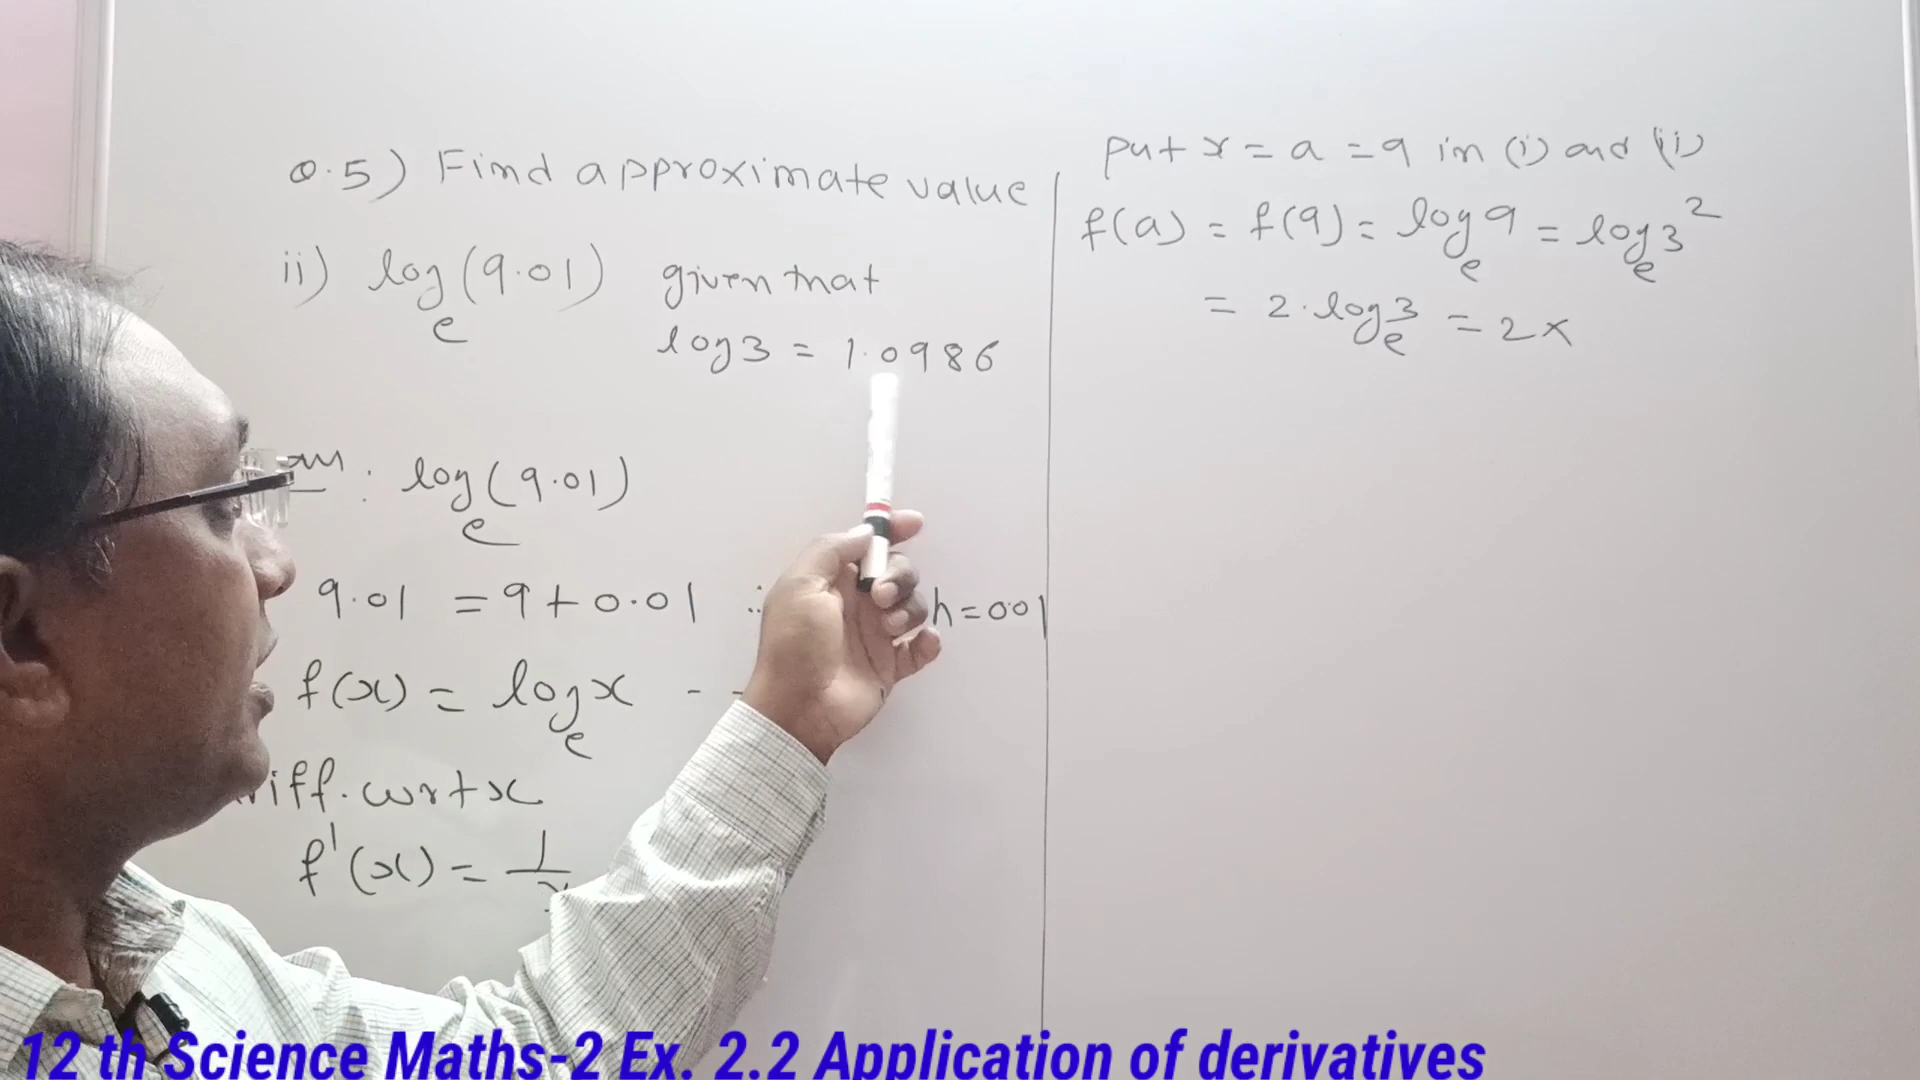 Q.5) Find approximate value
ii) log e (9.01) given that
log 3 = 1.0986
: log e (9.01)
9.01 = 9 + 0.01 ∴ h = 0.01
f(x) = log e x - -
diff. wrt x
f'(x) = 1/x
put x = a = 9 in (i) and (ii)
f(a) = f(9) = log e 9 = log e 3²
= 2 · log e 3 = 2 ×
12 th Science Maths-2 Ex. 2.2 Application of derivatives